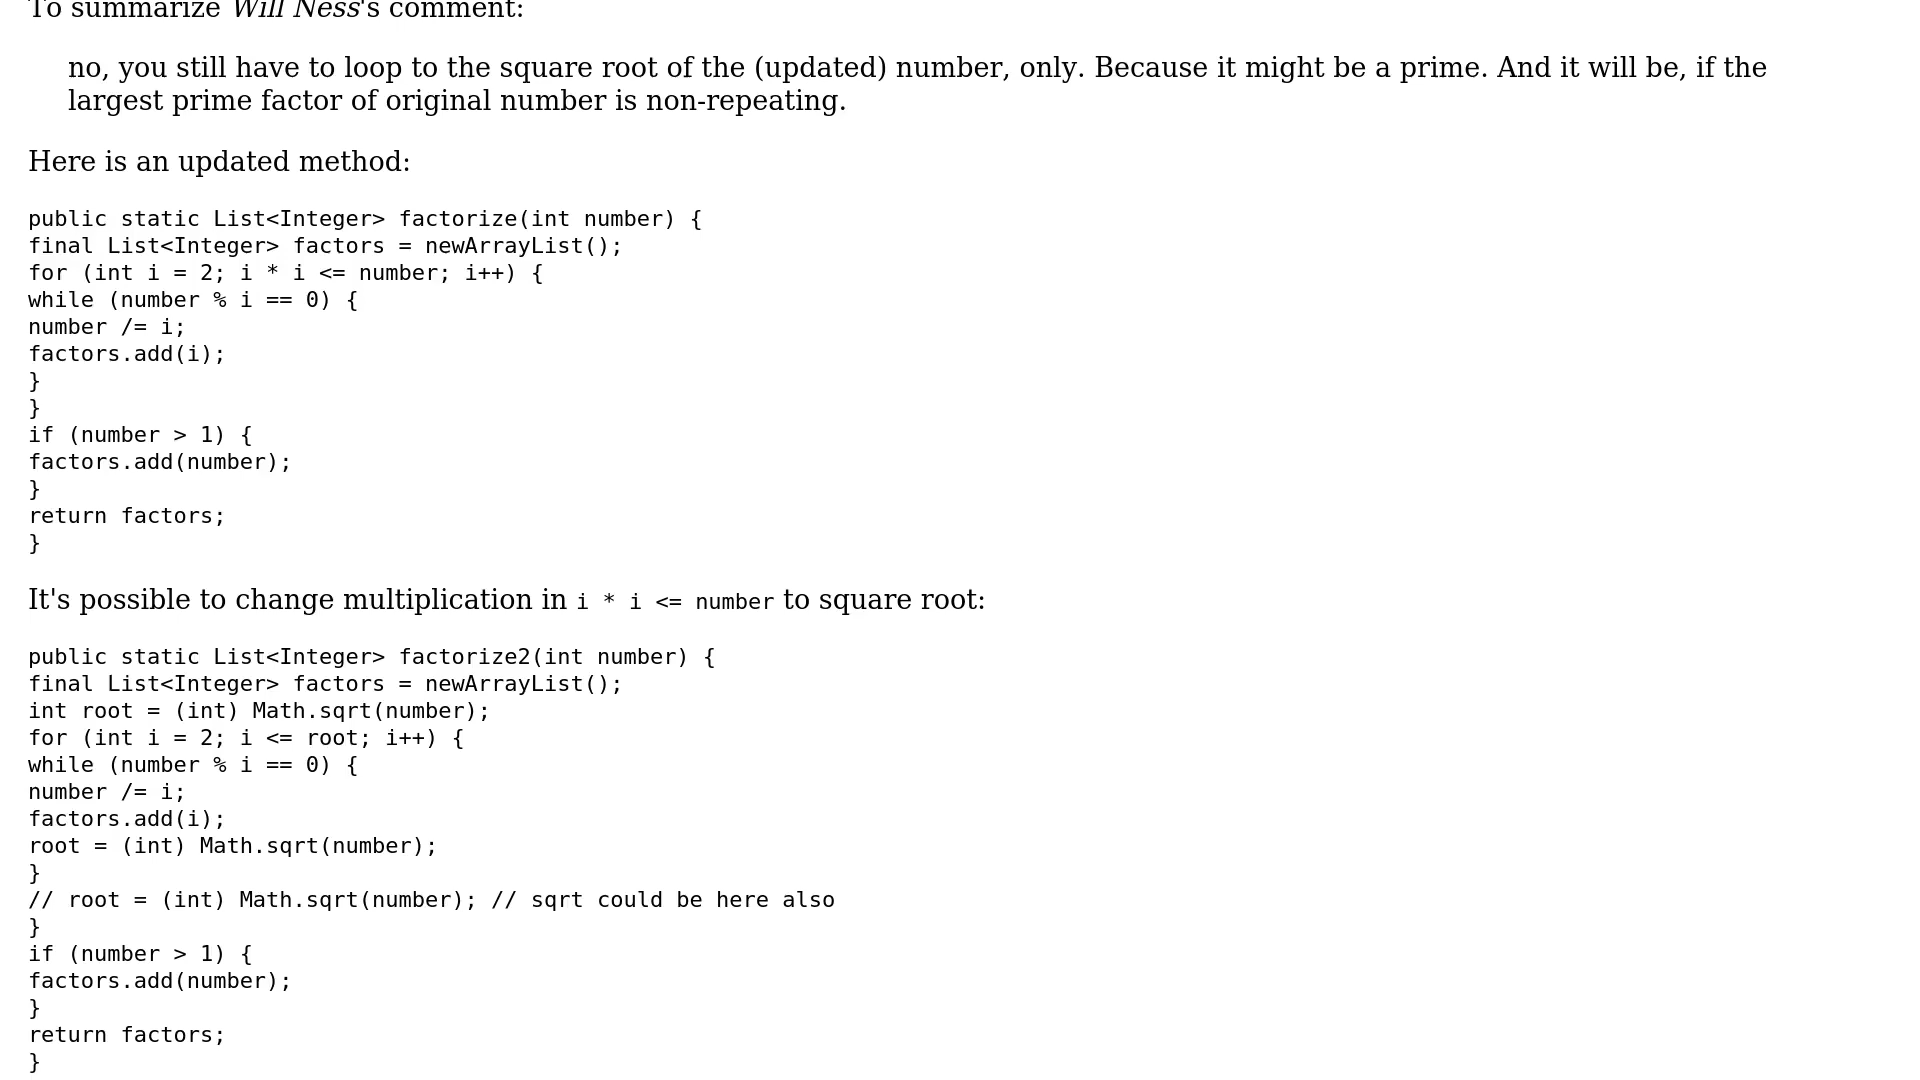 To summarize Will Ness's comment:
no, you still have to loop to the square root of the (updated) number, only. Because it might be a prime. And it will be, if the
largest prime factor of original number is non-repeating.
Here is an updated method:
public static List<Integer> factorize(int number) {
final List<Integer> factors = newArrayList();
for (int i = 2; i * i <= number; i++) {
while (number % i == 0) {
number /= i;
factors.add(i);
}
}
if (number > 1) {
factors.add(number);
}
return factors;
}
It's possible to change multiplication in i * i <= number to square root:
public static List<Integer> factorize2(int number) {
final List<Integer> factors = newArrayList();
int root = (int) Math.sqrt(number);
for (int i = 2; i <= root; i++) {
while (number % i == 0) {
number /= i;
factors.add(i);
root = (int) Math.sqrt(number);
}
// root = (int) Math.sqrt(number); // sqrt could be here also
}
if (number > 1) {
factors.add(number);
}
return factors;
}